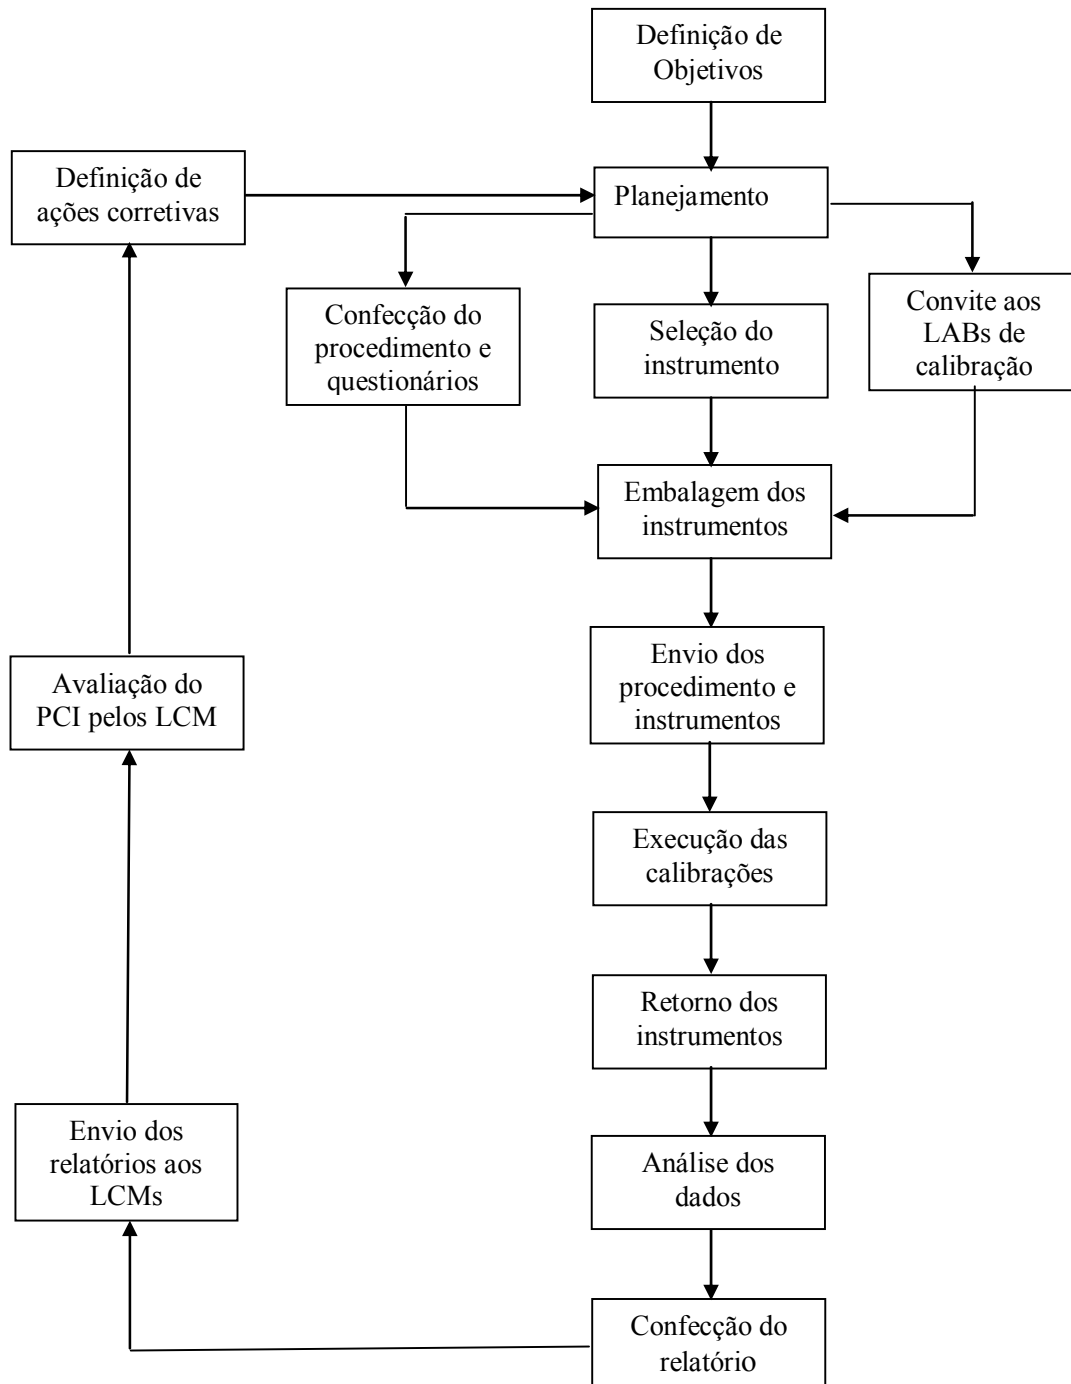 Definição de
Objetivos
Definição de
ações corretivas
Planejamento
Confecção do
procedimento e
questionários
Seleção do
instrumento
Convite aos
LABs de
calibração
Embalagem dos
instrumentos
Envio dos
procedimento e
instrumentos
Avaliação do
PCI pelos LCM
Execução das
calibrações
Retorno dos
instrumentos
Envio dos
relatórios aos
LCMs
Análise dos
dados
Confecção do
relatório